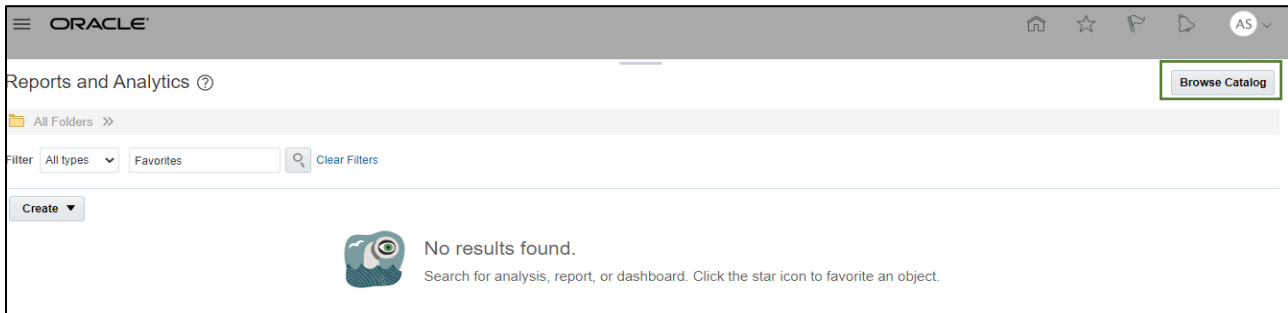 ORACLE
AS
Reports and Analytics ?
Browse Catalog
All Folders »
Filter All types Favorites Clear Filters
Create ▼
No results found.
Search for analysis, report, or dashboard. Click the star icon to favorite an object.